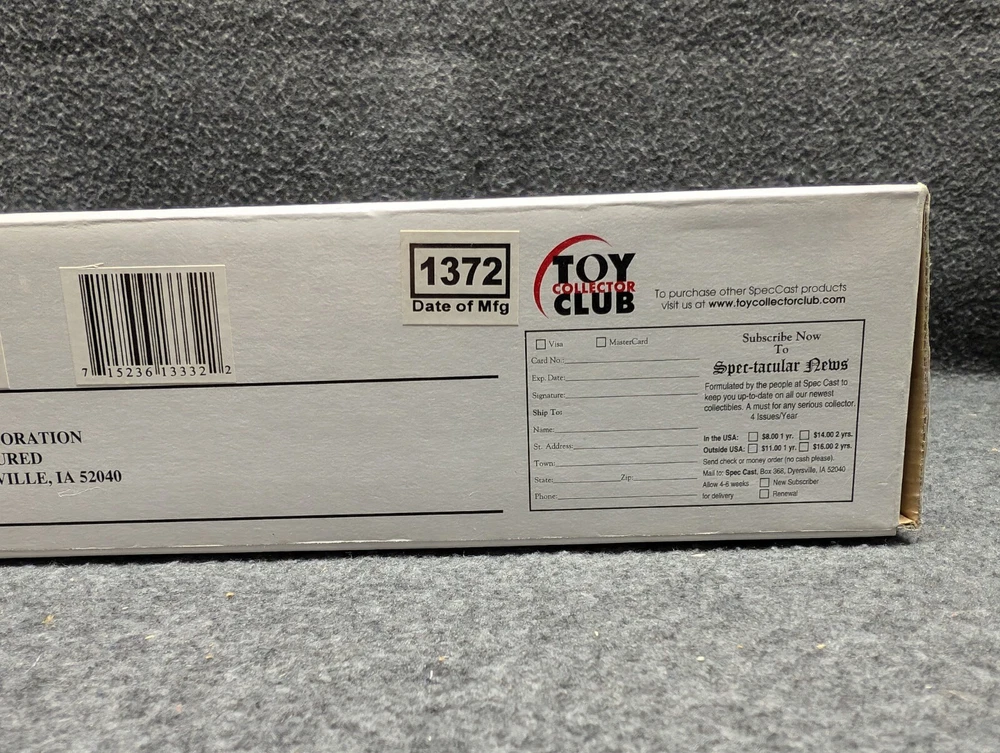 7 15236 13332 2
ORATION
URED
VILLE, IA 52040
1372
Date of Mfg
TOY
COLLECTOR
CLUB
To purchase other SpecCast products
visit us at www.toycollectorclub.com
Visa MasterCard
Card No.:
Exp. Date:
Signature:
Ship To:
Name:
St. Address:
Town:
State: Zip:
Phone:
Subscribe Now
To
Spec-tacular News
Formulated by the people at Spec Cast to
keep you up-to-date on all our newest
collectibles. A must for any serious collector.
4 Issues/Year
In the USA: $8.00 1 yr. $14.00 2 yrs.
Outside USA: $11.00 1 yr. $16.00 2 yrs.
Send check or money order (no cash please).
Mail to: Spec Cast, Box 368, Dyersville, IA 52040
Allow 4-6 weeks New Subscriber
for delivery Renewal